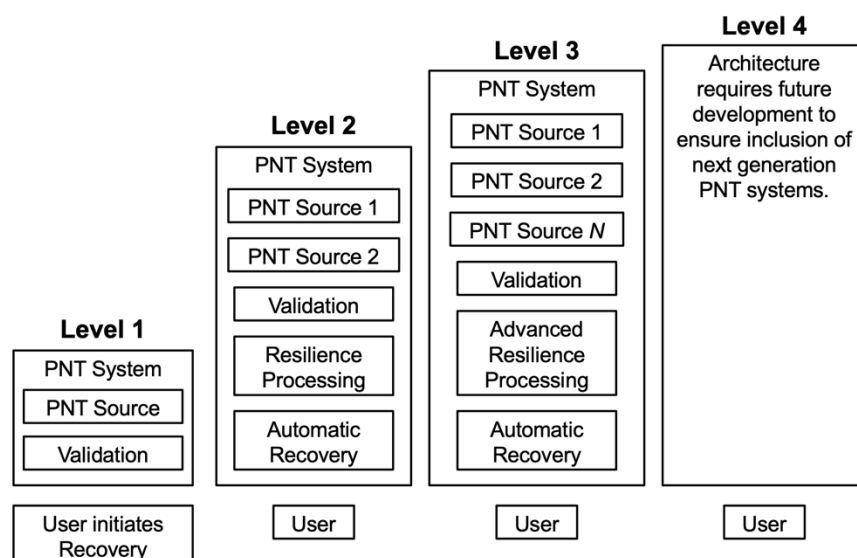 Level 1
PNT System
PNT Source
Validation
User initiates
Recovery
Level 2
PNT System
PNT Source 1
PNT Source 2
Validation
Resilience
Processing
Automatic
Recovery
User
Level 3
PNT System
PNT Source 1
PNT Source 2
PNT Source N
Validation
Advanced
Resilience
Processing
Automatic
Recovery
User
Level 4
Architecture
requires future
development to
ensure inclusion of
next generation
PNT systems.
User